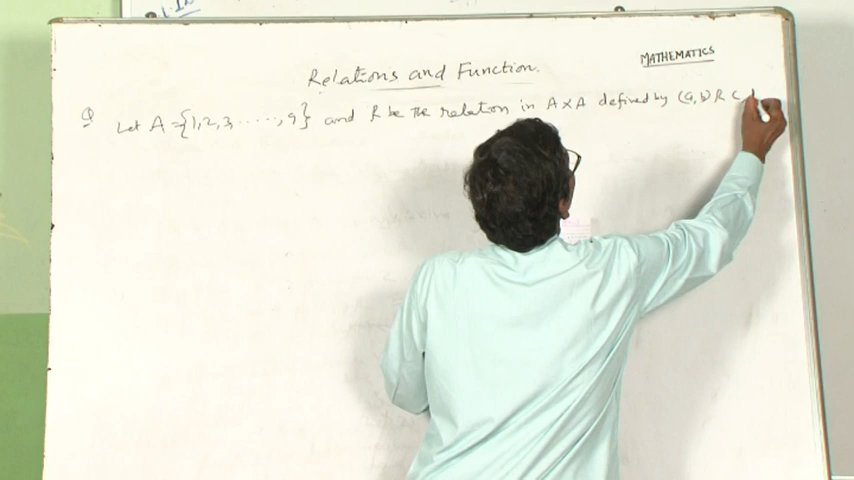 MATHEMATICS
Relations and Function.
Q Let A = {1, 2, 3, ....., 9} and R be the relation in A×A defined by (a, b) R (